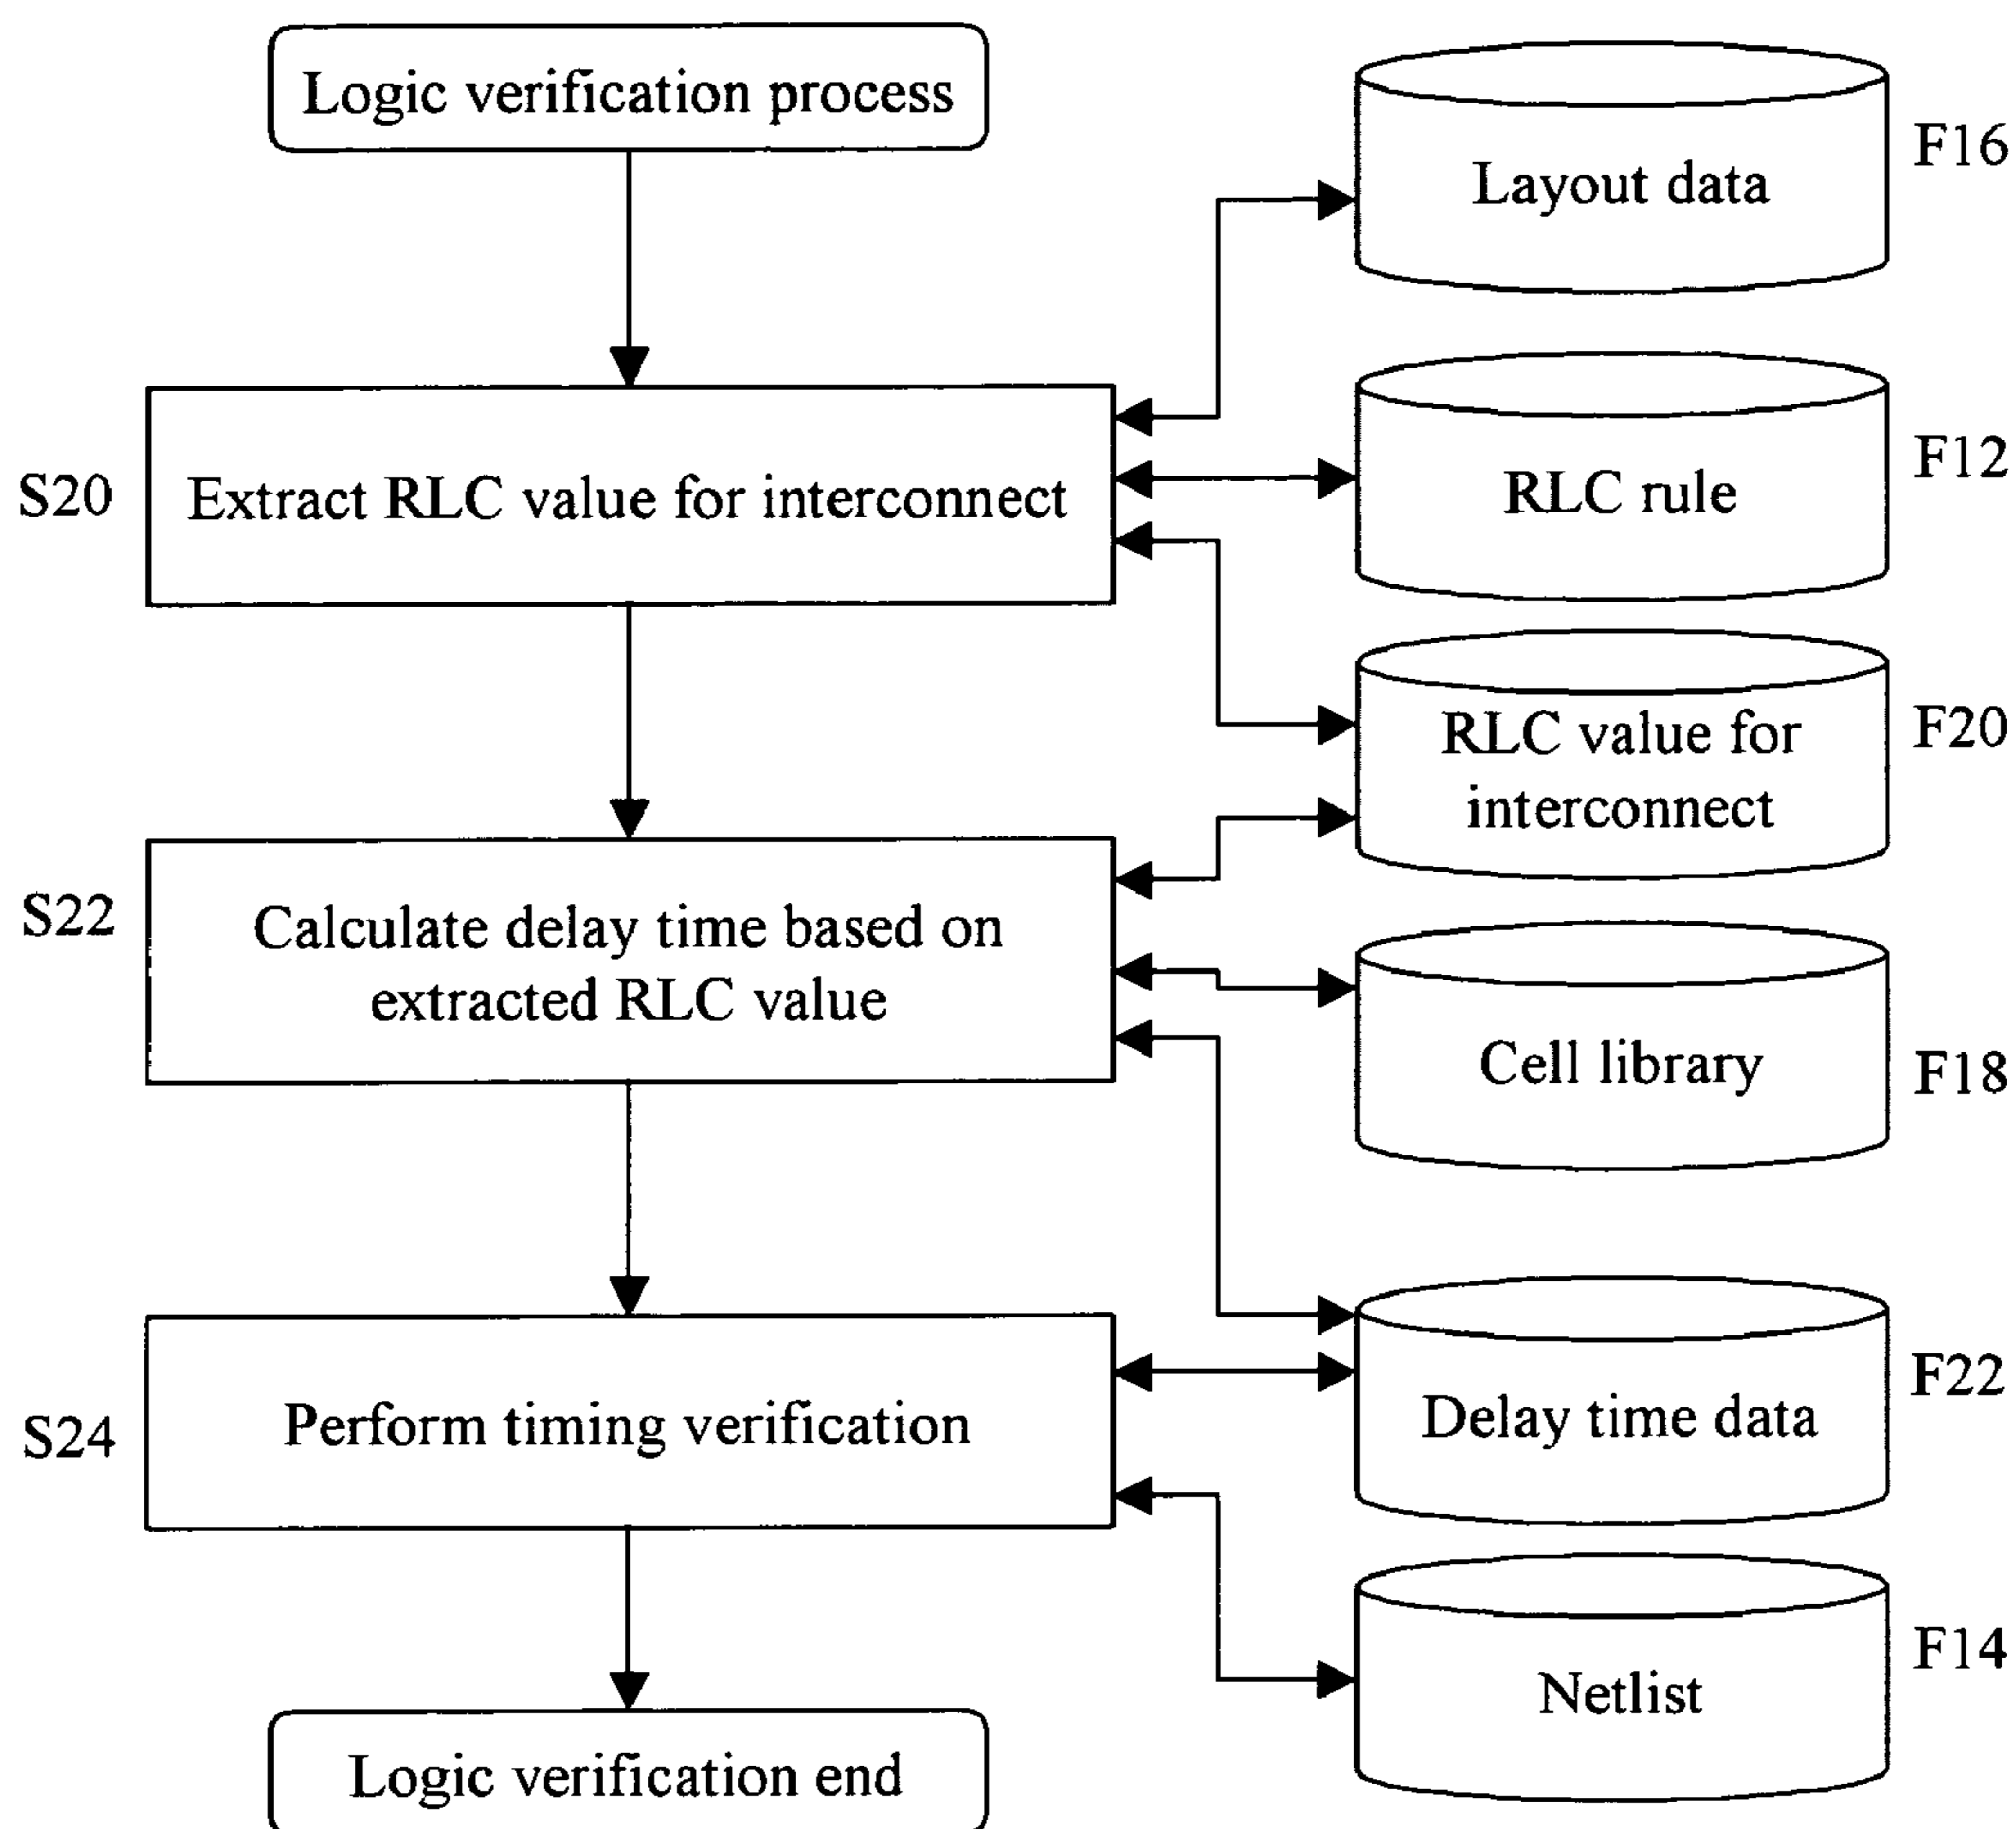 Logic verification process
F16
Layout data
F12
S20
Extract RLC value for interconnect
RLC rule
F20
RLC value for
interconnect
S22
Calculate delay time based on
extracted RLC value
Cell library
F18
F22
S24
Perform timing verification
Delay time data
F14
Netlist
Logic verification end